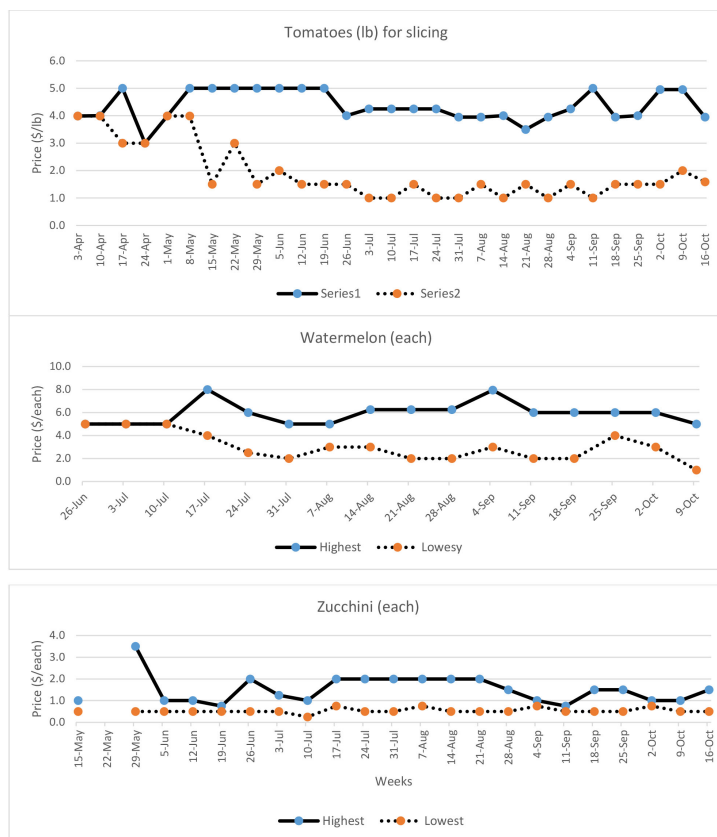 Tomatoes (lb) for slicing
6.0
5.0
4.0
3.0
2.0
1.0
0.0
Price ($/lb)
3-Apr 10-Apr 17-Apr 24-Apr 1-May 8-May 15-May 22-May 29-May 5-Jun 12-Jun 19-Jun 26-Jun 3-Jul 10-Jul 17-Jul 24-Jul 31-Jul 7-Aug 14-Aug 21-Aug 28-Aug 4-Sep 11-Sep 18-Sep 25-Sep 2-Oct 9-Oct 16-Oct
Series1 Series2
Watermelon (each)
10.0
8.0
6.0
4.0
2.0
0.0
Price ($/each)
26-Jun 3-Jul 10-Jul 17-Jul 24-Jul 31-Jul 7-Aug 14-Aug 21-Aug 28-Aug 4-Sep 11-Sep 18-Sep 25-Sep 2-Oct 9-Oct
Highest Lowesy
Zucchini (each)
4.0
3.0
2.0
1.0
0.0
Price ($/each)
15-May 22-May 29-May 5-Jun 12-Jun 19-Jun 26-Jun 3-Jul 10-Jul 17-Jul 24-Jul 31-Jul 7-Aug 14-Aug 21-Aug 28-Aug 4-Sep 11-Sep 18-Sep 25-Sep 2-Oct 9-Oct 16-Oct
Weeks
Highest Lowest